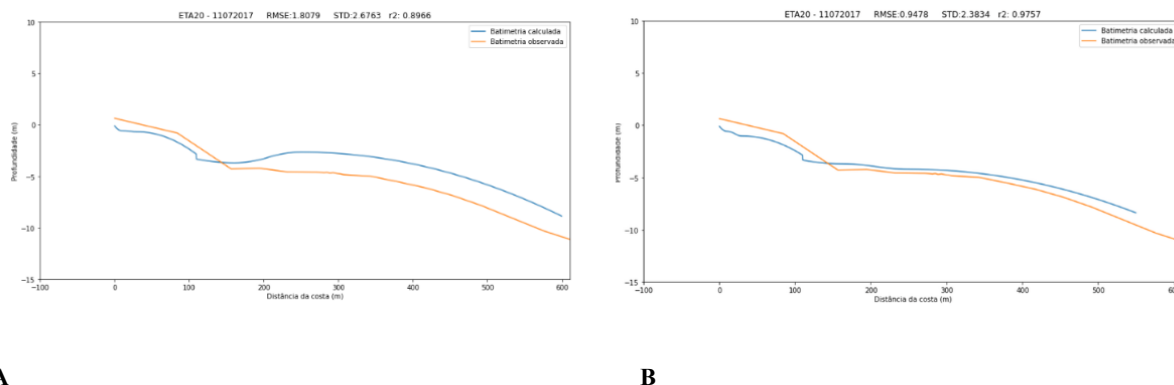 ETA20 - 11072017 RMSE:1.8079 STD:2.6763 r2: 0.8966
Batimetria calculada
Batimetria observada
Profundidade (m)
10
5
0
−5
−10
−15
−100
0
100
200
300
400
500
600
Distância da costa (m)
A
ETA20 - 11072017 RMSE:0.9478 STD:2.3834 r2: 0.9757
Batimetria calculada
Batimetria observada
Profundidade (m)
10
5
0
−5
−10
−15
−100
0
100
200
300
400
500
Distância da costa (m)
B